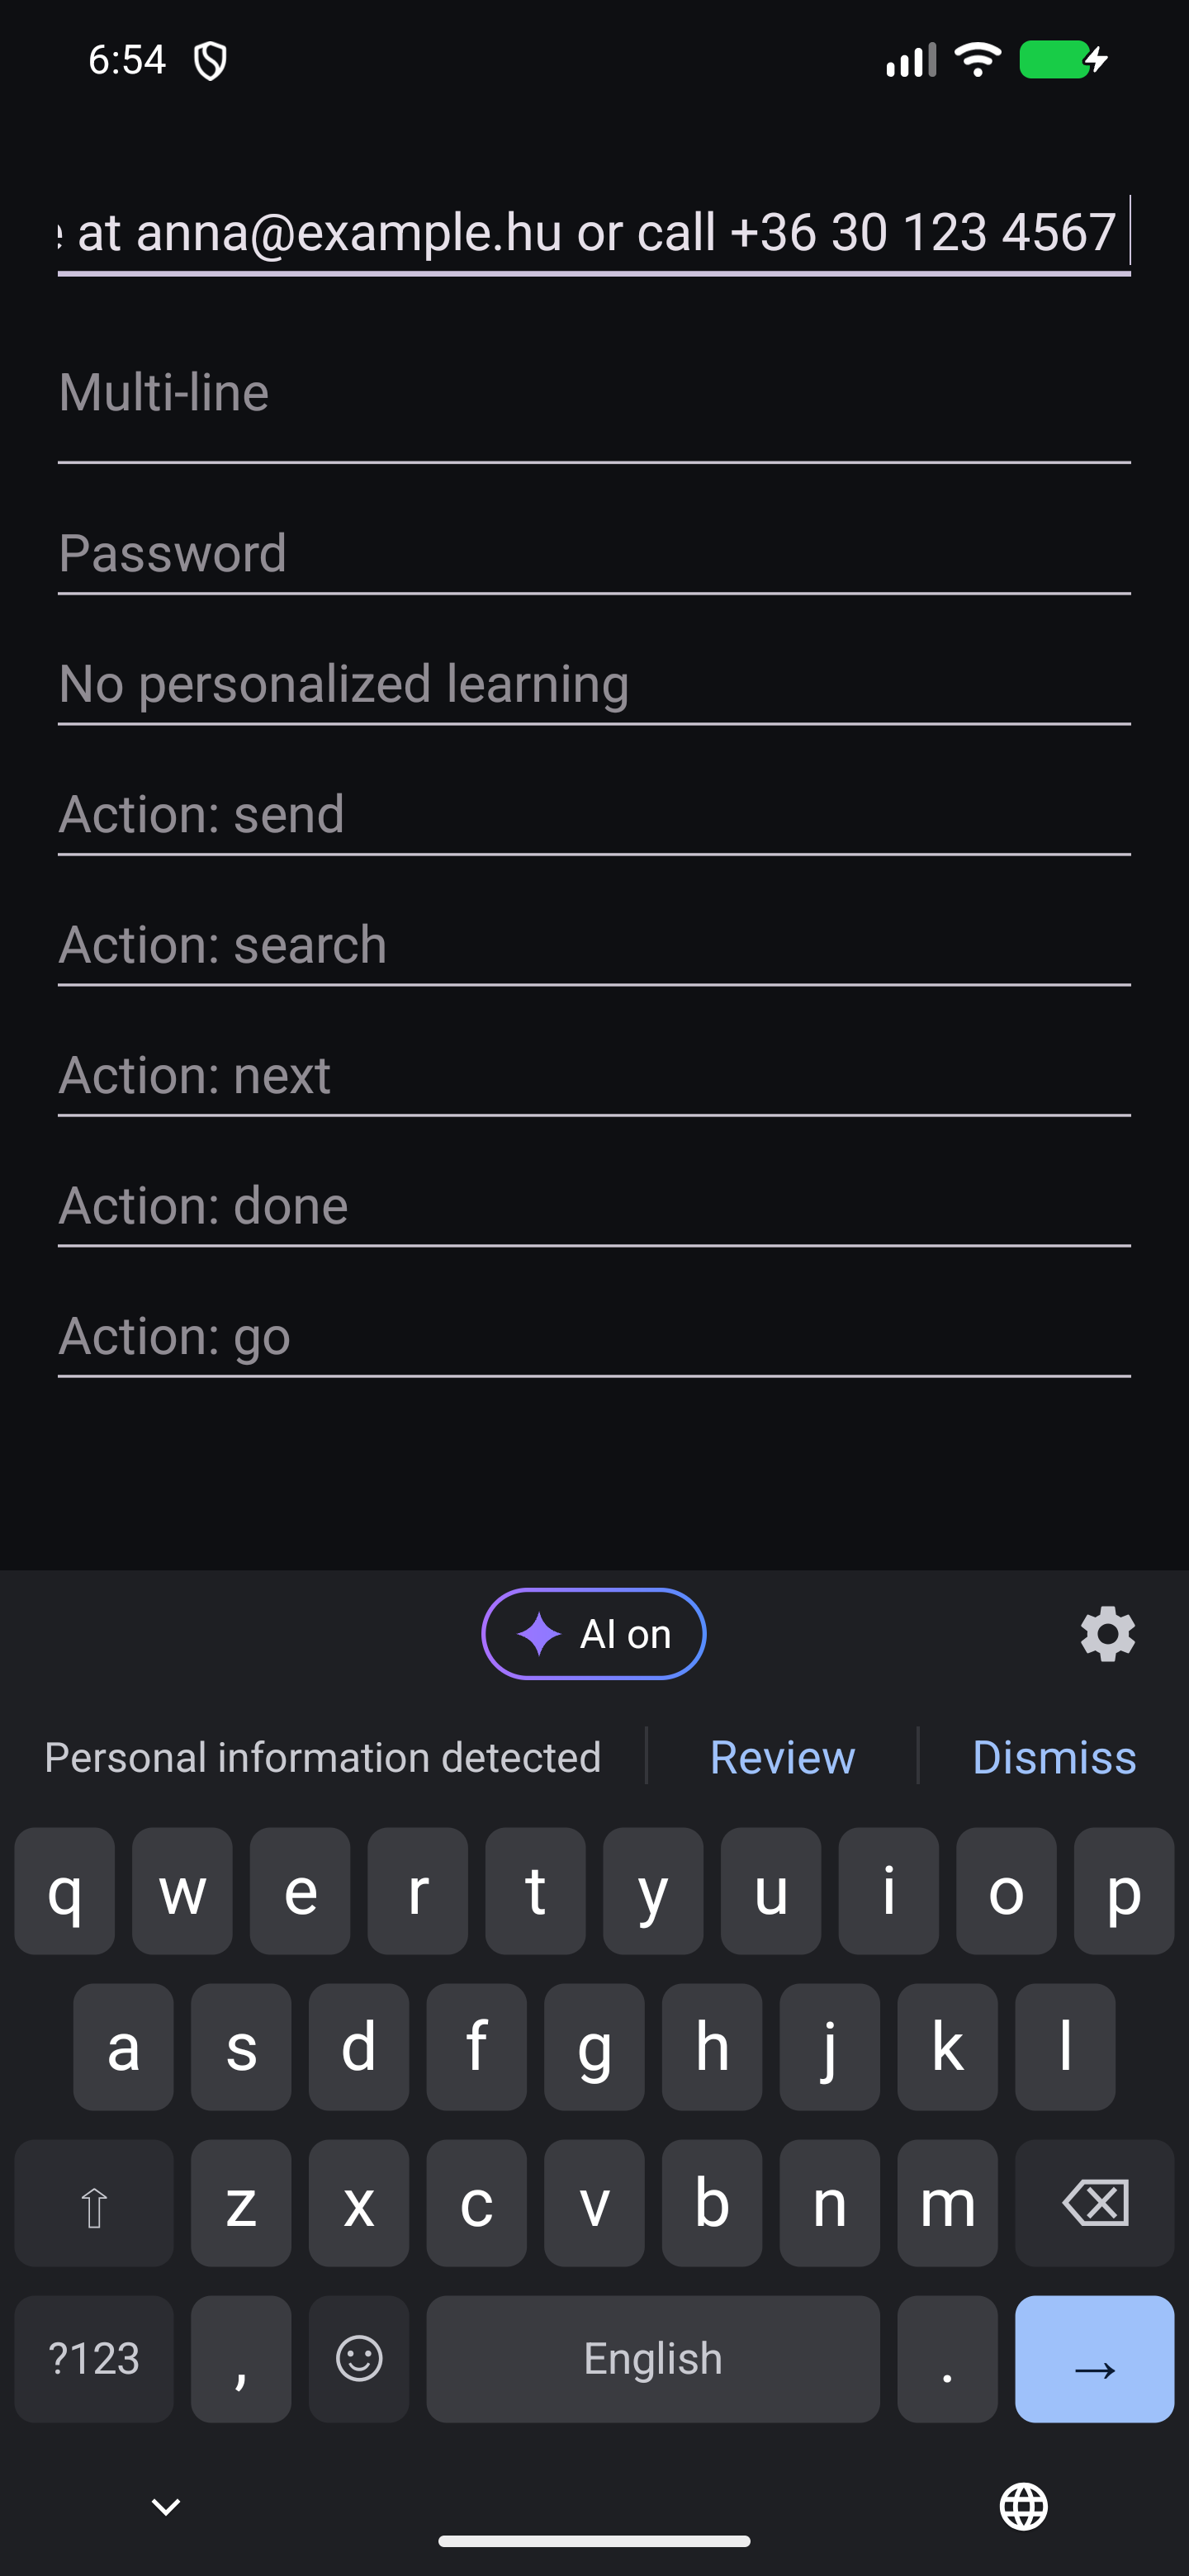 6:54
at anna@example.hu or call +36 30 123 4567
Multi-line
Password
No personalized learning
Action: send
Action: search
Action: next
Action: done
Action: go
AI on
Personal information detected Review Dismiss
q w e r t y u i o p
a s d f g h j k l
⇧ z x c v b n m
?123 , English . →